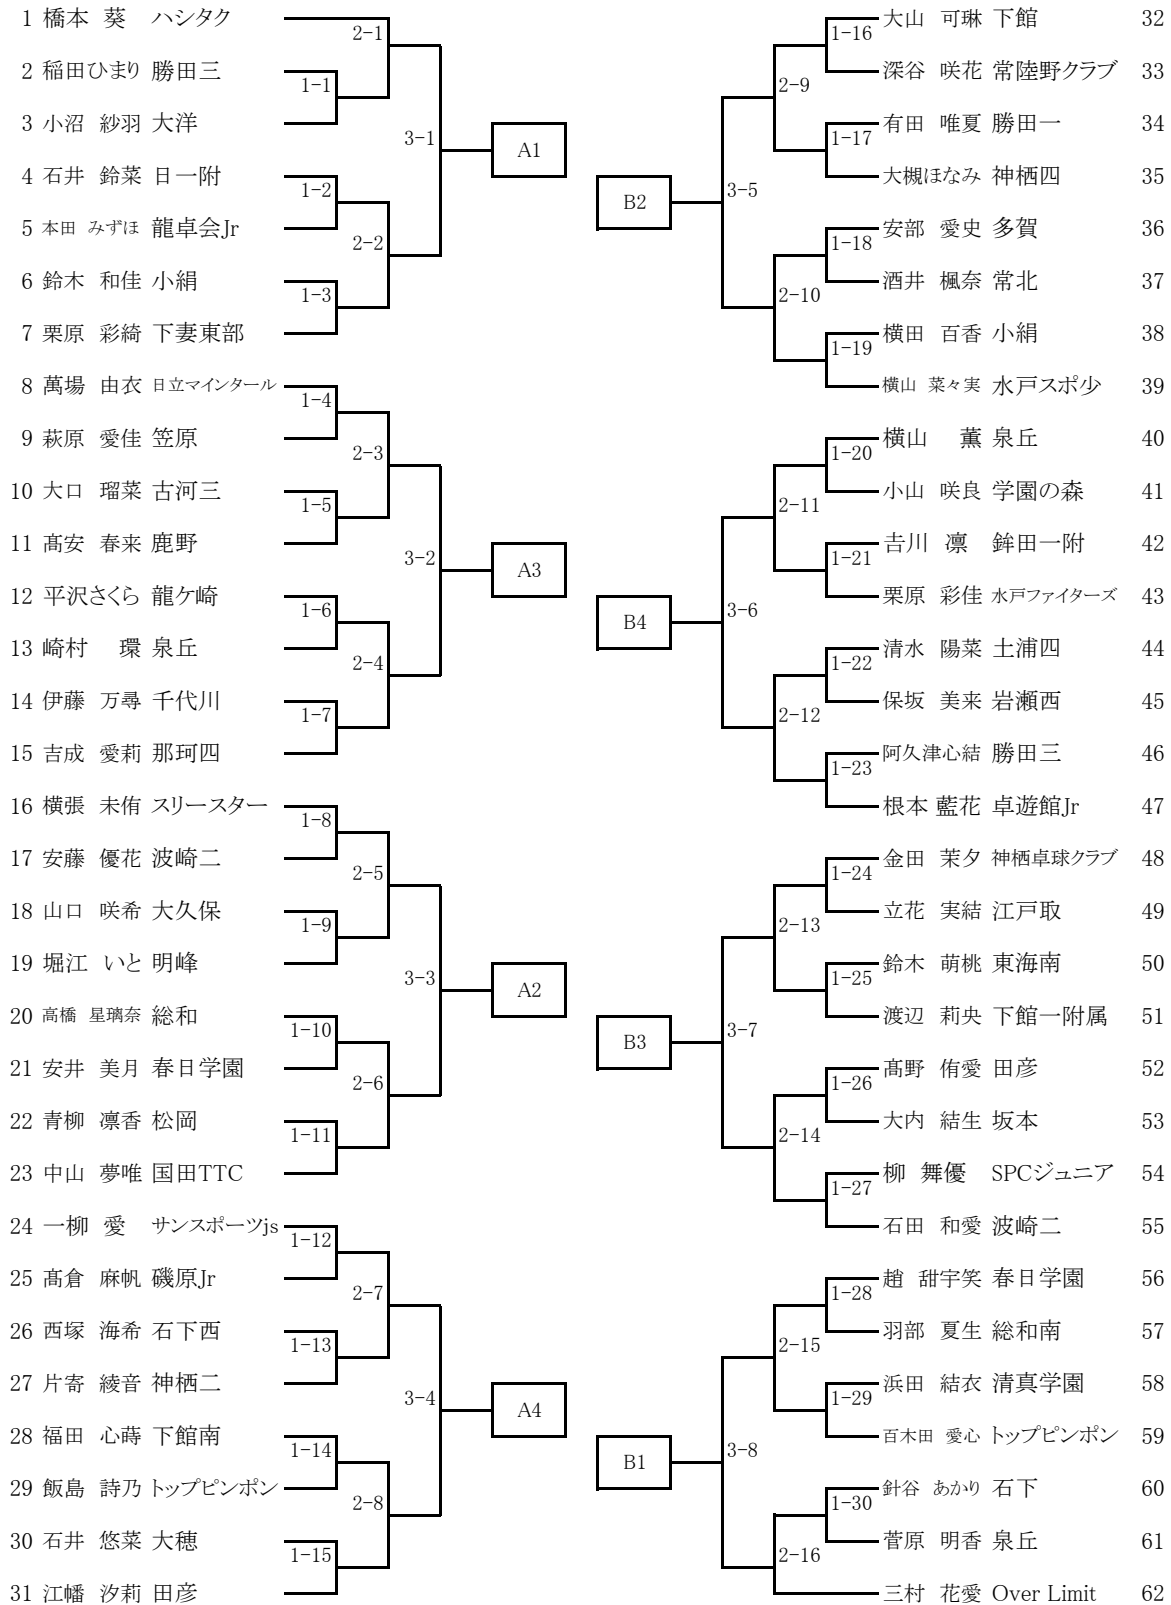 1 橋本 葵 ハシタク
2-1
2 稲田ひまり 勝田三
1-1
3 小沼 紗羽 大洋
3-1
A1
4 石井 鈴菜 日一附
1-2
5 本田 みずほ 龍卓会Jr
2-2
6 鈴木 和佳 小絹
1-3
7 栗原 彩綺 下妻東部
8 萬場 由衣 日立マインタール
1-4
9 萩原 愛佳 笠原
2-3
10 大口 瑠菜 古河三
1-5
11 髙安 春来 鹿野
3-2
A3
12 平沢さくら 龍ケ崎
1-6
13 崎村 環 泉丘
2-4
14 伊藤 万尋 千代川
1-7
15 吉成 愛莉 那珂四
16 横張 未侑 スリースター
1-8
17 安藤 優花 波崎二
2-5
18 山口 咲希 大久保
1-9
19 堀江 いと 明峰
3-3
A2
20 高橋 星璃奈 総和
1-10
21 安井 美月 春日学園
2-6
22 青柳 凛香 松岡
1-11
23 中山 夢唯 国田TTC
24 一柳 愛 サンスポーツjs
1-12
25 髙倉 麻帆 磯原Jr
2-7
26 西塚 海希 石下西
1-13
27 片寄 綾音 神栖二
3-4
A4
28 福田 心蒔 下館南
1-14
29 飯島 詩乃 トップピンポン
2-8
30 石井 悠菜 大穂
1-15
31 江幡 汐莉 田彦
大山 可琳 下館 32
1-16
深谷 咲花 常陸野クラブ 33
2-9
有田 唯夏 勝田一 34
1-17
大槻ほなみ 神栖四 35
B2
3-5
安部 愛史 多賀 36
1-18
酒井 楓奈 常北 37
2-10
横田 百香 小絹 38
1-19
横山 菜々実 水戸スポ少 39
横山 薫 泉丘 40
1-20
小山 咲良 学園の森 41
2-11
𠮷川 凛 鉾田一附 42
1-21
栗原 彩佳 水戸ファイターズ 43
B4
3-6
清水 陽菜 土浦四 44
1-22
保坂 美来 岩瀬西 45
2-12
阿久津心結 勝田三 46
1-23
根本 藍花 卓遊館Jr 47
金田 茉夕 神栖卓球クラブ 48
1-24
立花 実結 江戸取 49
2-13
鈴木 萌桃 東海南 50
1-25
渡辺 莉央 下館一附属 51
B3
3-7
髙野 侑愛 田彦 52
1-26
大内 結生 坂本 53
2-14
柳 舞優 SPCジュニア 54
1-27
石田 和愛 波崎二 55
趙 甜宇笑 春日学園 56
1-28
羽部 夏生 総和南 57
2-15
浜田 結衣 清真学園 58
1-29
百木田 愛心 トップピンポン 59
B1
3-8
針谷 あかり 石下 60
1-30
菅原 明香 泉丘 61
2-16
三村 花愛 Over Limit 62